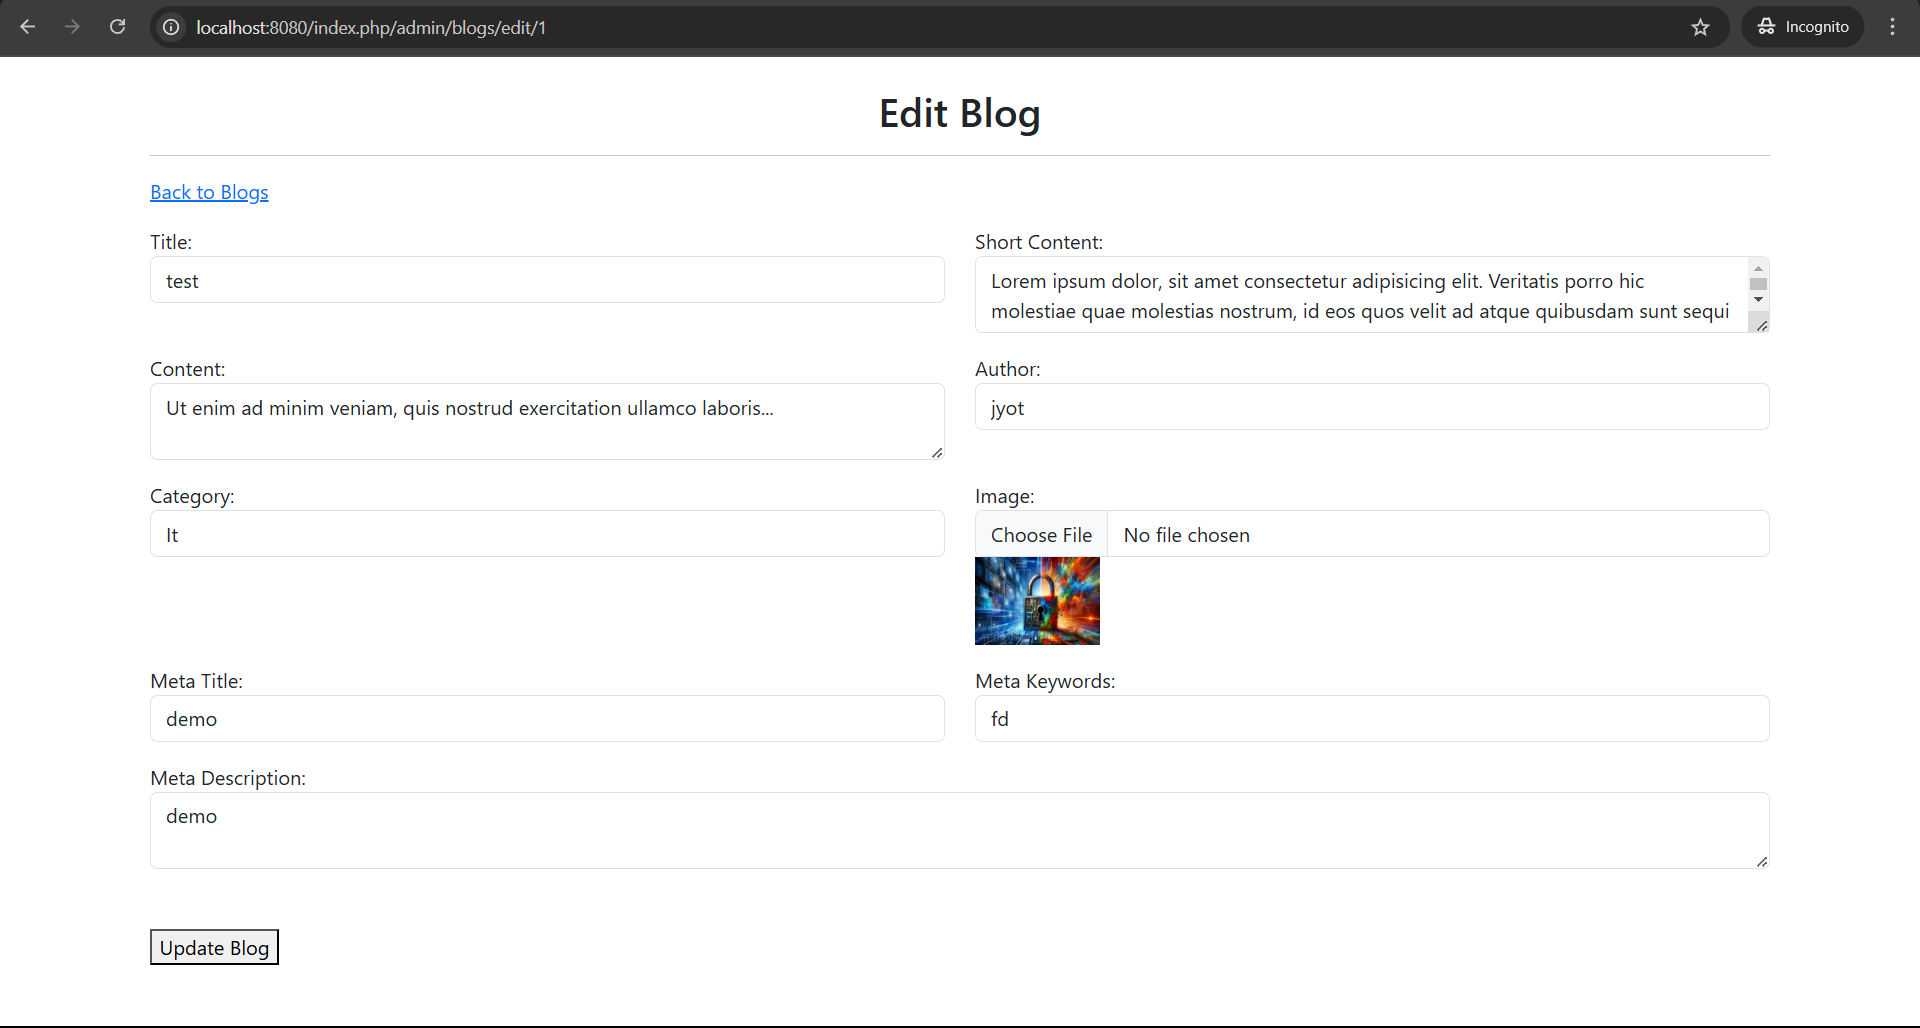 localhost:8080/index.php/admin/blogs/edit/1
Incognito
Edit Blog
Back to Blogs
Title:
test
Short Content:
Lorem ipsum dolor, sit amet consectetur adipisicing elit. Veritatis porro hic
molestiae quae molestias nostrum, id eos quos velit ad atque quibusdam sunt sequi
Content:
Ut enim ad minim veniam, quis nostrud exercitation ullamco laboris...
Author:
jyot
Category:
It
Image:
Choose File
No file chosen
Meta Title:
demo
Meta Keywords:
fd
Meta Description:
demo
Update Blog